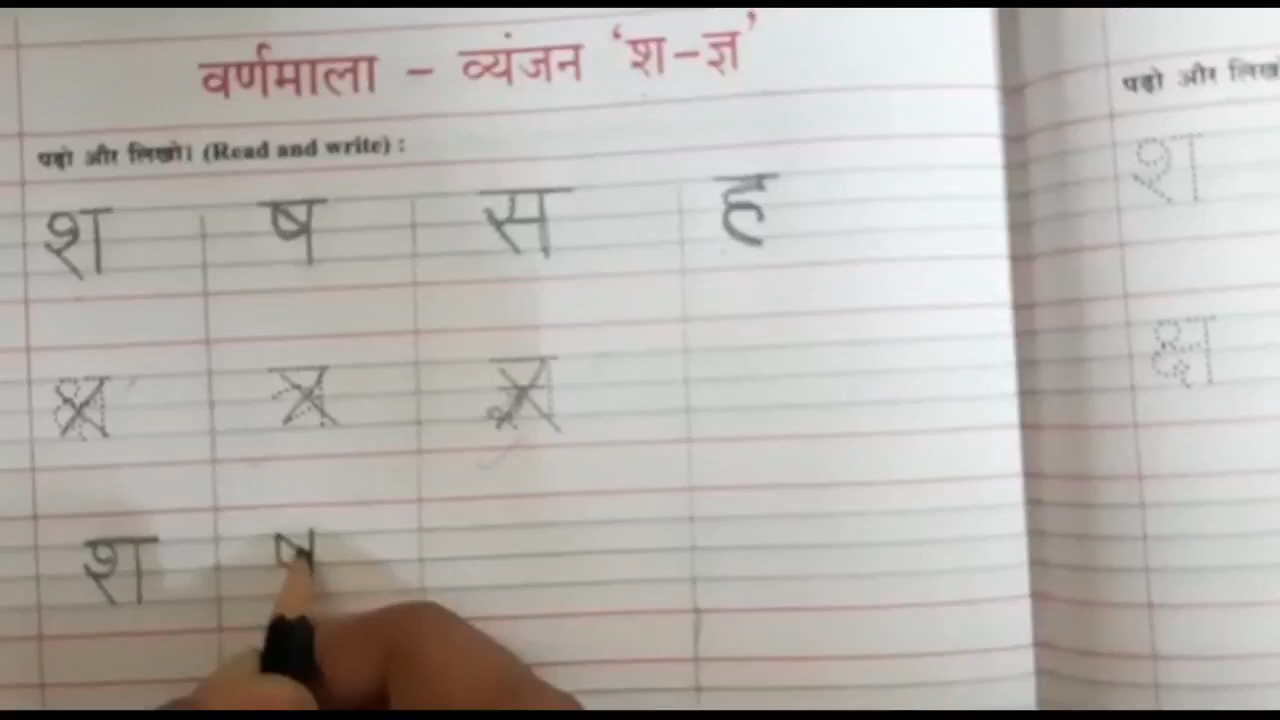 वर्णमाला – व्यंजन ‘श-ज्ञ’
पढ़ो और लिखो। (Read and write) :
श ष स ह
श
पढ़ो और
श
क्ष